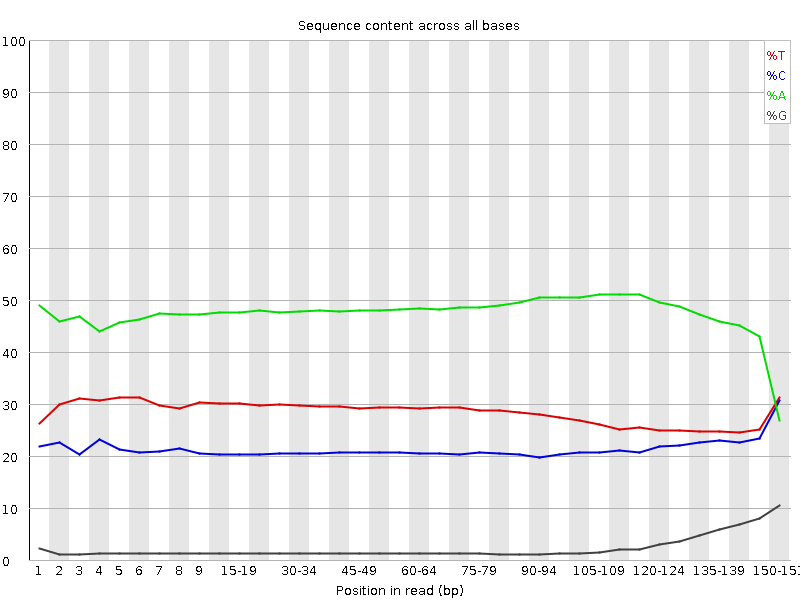 Sequence content across all bases
100
90
80
70
60
50
40
30
20
10
0
%T
%C
%A
%G
1 2 3 4 5 6 7 8 9 15-19 30-34 45-49 60-64 75-79 90-94 105-109 120-124 135-139 150-151
Position in read (bp)